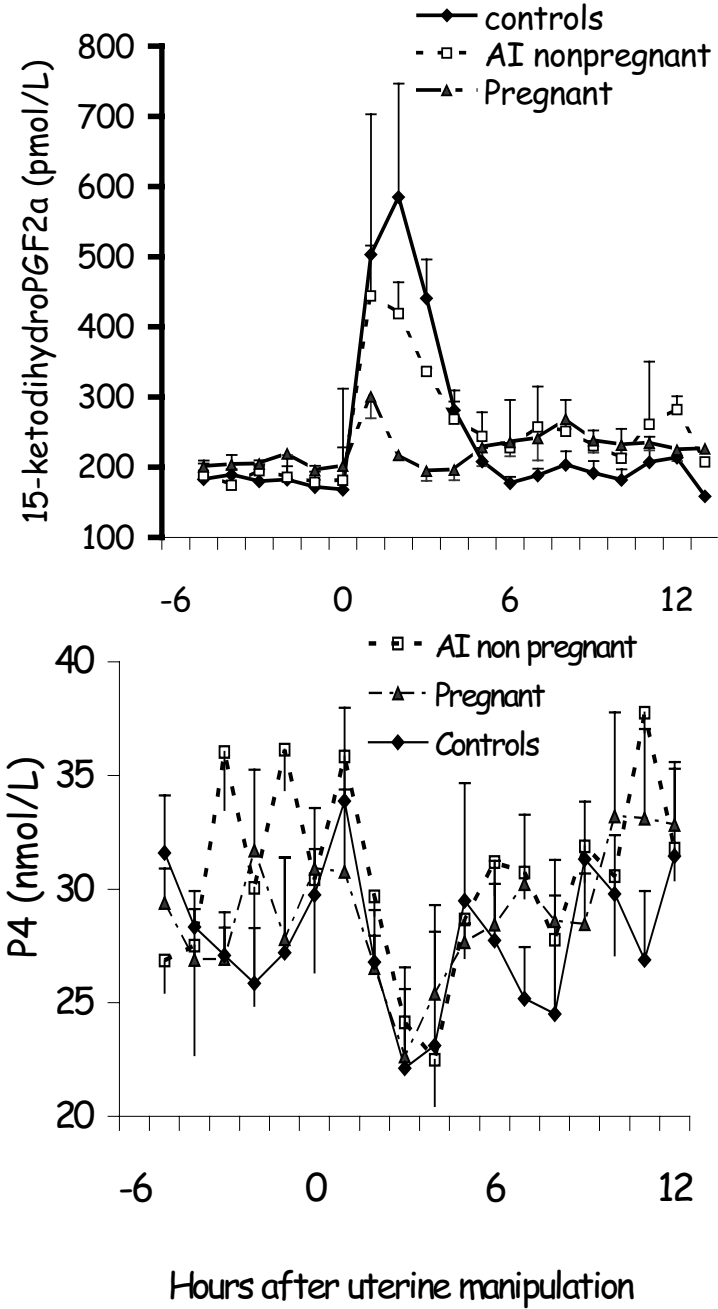 controls
AI nonpregnant
Pregnant
15-ketodihydroPGF2a (pmol/L)
800
700
600
500
400
300
200
100
-6 0 6 12
AI non pregnant
Pregnant
Controls
P4 (nmol/L)
40
35
30
25
20
-6 0 6 12
Hours after uterine manipulation